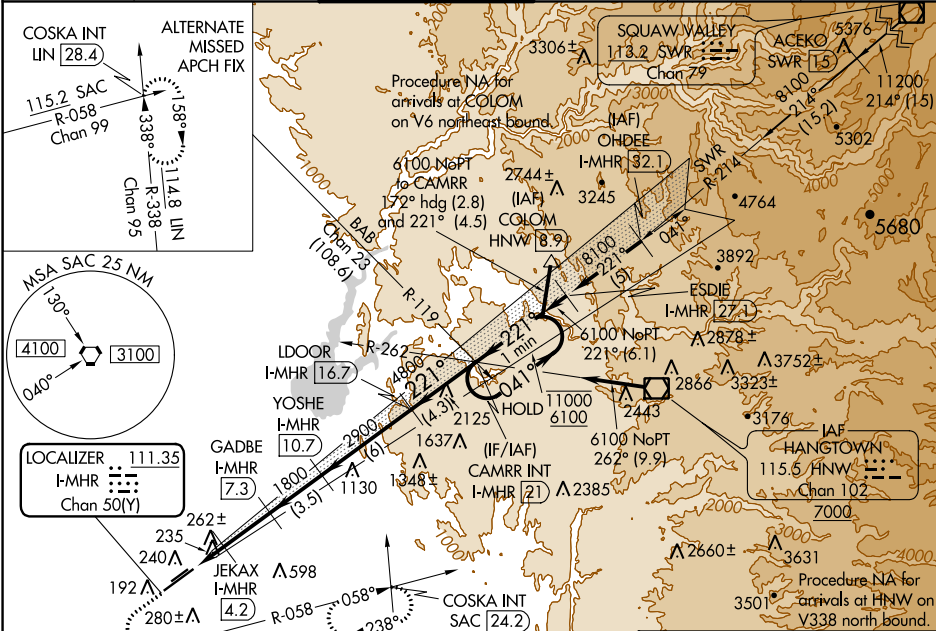 COSKA INT
LIN 28.4
ALTERNATE
MISSED
APCH FIX
115.2 SAC
R-058
Chan 99
158°
338°
114.8 LIN
R-338
Chan 95
MSA SAC 25 NM
130°
4100
3100
040°
LOCALIZER 111.35
I-MHR
Chan 50(Y)
3306±
SQUAW VALLEY
113.2 SWR
Chan 79
ACEKO
SWR 15
5376
11200
214° (15)
8100
214°
(15.2)
5302
Procedure NA for
arrivals at COLOM
on V6 northeast bound.
(IAF)
OHDEE
I-MHR 32.1
SWR
R-214
6100 NoPT
to CAMRR
172° hdg (2.8)
and 221° (4.5)
2744±
3245
(IAF)
COLOM
HNW 8.9
4764
5680
041°
8100
221°
(5)
3892
BAB
Chan 23
(108.6)
R-119
ESDIE
I-MHR 27.1
6100 NoPT
221° (6.1)
2878±
221°
1 min
041°
R-262
LDOOR
I-MHR 16.7
4800
221°
(4.3)
2125
HOLD
11000
6100
2866
3323±
3752±
2443
3176
YOSHE
I-MHR
10.7
2900
(6)
1637
1348±
1130
(IF/IAF)
CAMRR INT
I-MHR 21
2385
6100 NoPT
262° (9.9)
IAF
HANGTOWN
115.5 HNW
Chan 102
7000
GADBE
I-MHR
7.3
1800
(3.5)
262±
235
240
192
280±
JEKAX
I-MHR
4.2
598
R-058
058°
238°
COSKA INT
SAC 24.2
2660±
3631
3501
4000
3000
Procedure NA for
arrivals at HNW on
V338 north bound.